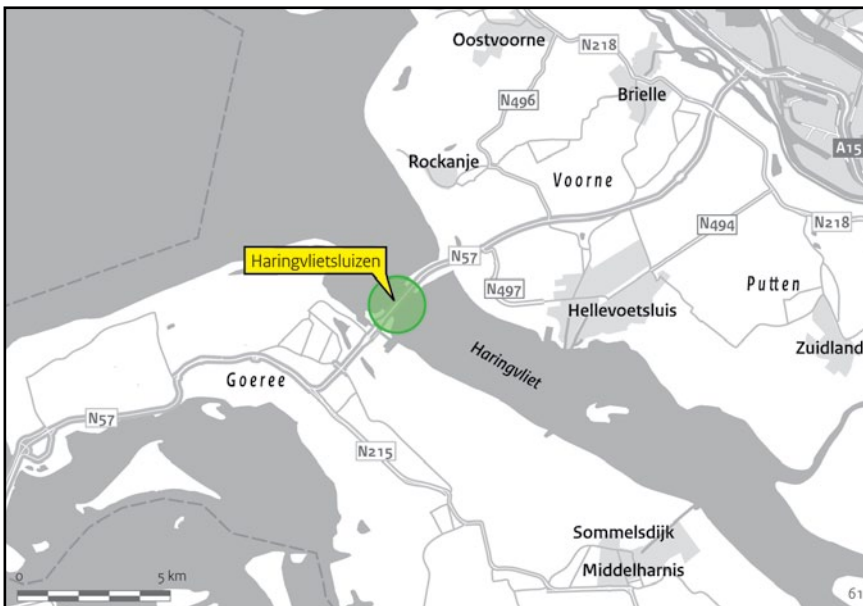 Oostvoorne
N218
Brielle
N496
A15
Rockanje
Voorne
N494
N218
Haringvlietsluizen
N57
N497
Putten
Hellevoetsluis
Zuidland
Haringvliet
Goeree
N57
N215
Sommelsdijk
Middelharnis
0 5 km
61